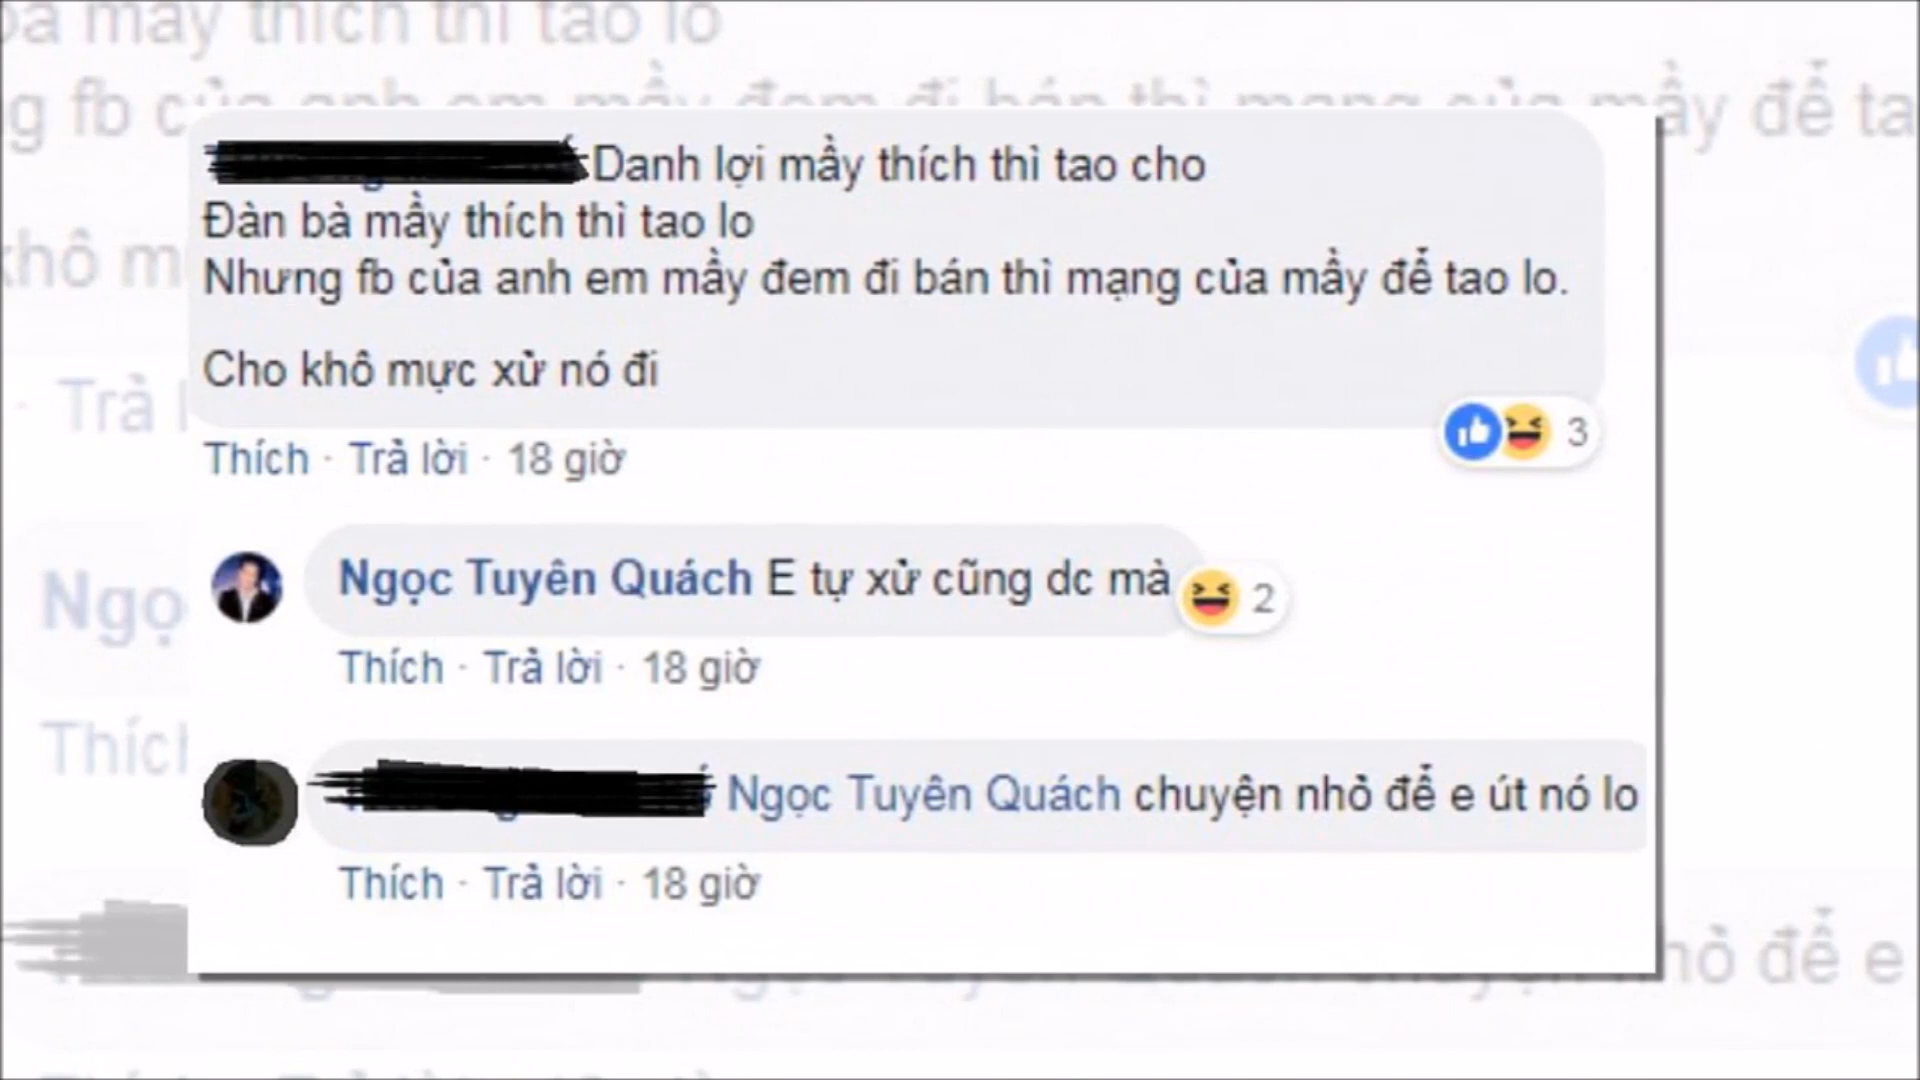 Danh lợi mầy thích thì tao cho
Đàn bà mầy thích thì tao lo
Nhưng fb của anh em mầy đem đi bán thì mạng của mầy để tao lo.
Cho khô mực xử nó đi
3
Thích · Trả lời · 18 giờ
Ngọc Tuyên Quách E tự xử cũng dc mà
2
Thích · Trả lời · 18 giờ
Ngọc Tuyên Quách chuyện nhỏ để e út nó lo
Thích · Trả lời · 18 giờ